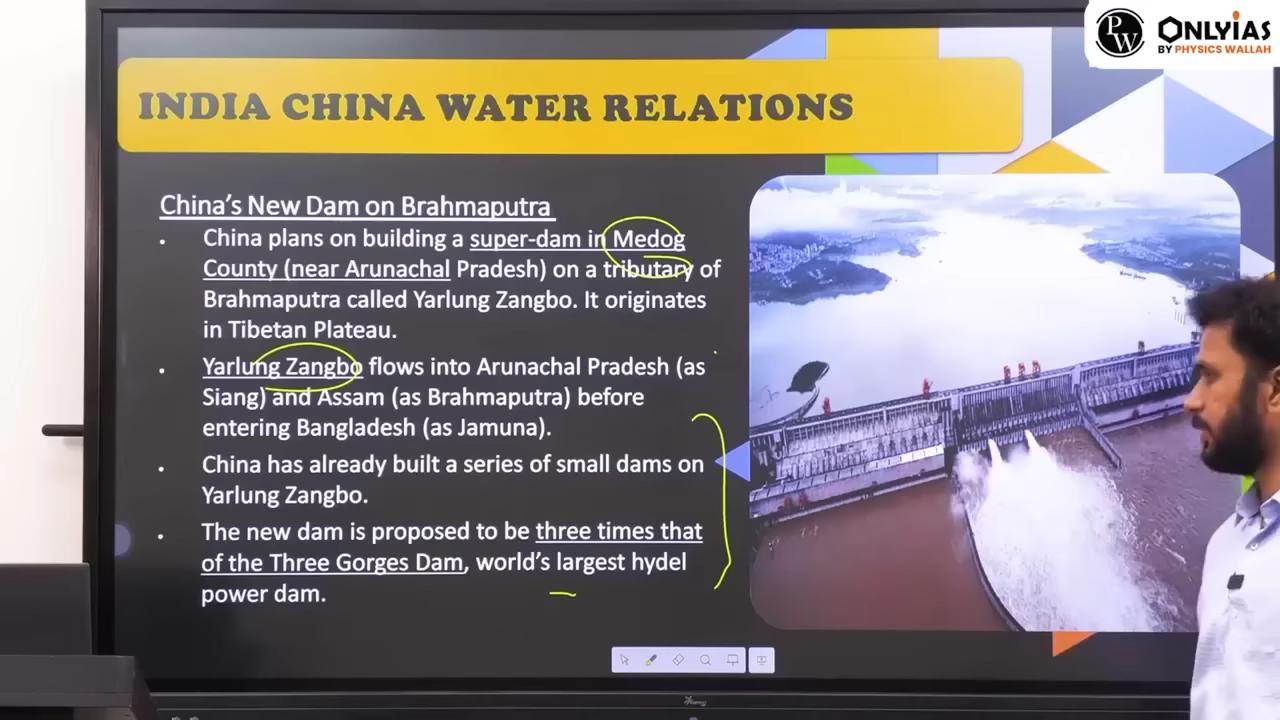 PW
ONLYIAS
BY PHYSICS WALLAH
INDIA CHINA WATER RELATIONS
China's New Dam on Brahmaputra
• China plans on building a super-dam in Medog
County (near Arunachal Pradesh) on a tributary of
Brahmaputra called Yarlung Zangbo. It originates
in Tibetan Plateau.
• Yarlung Zangbo flows into Arunachal Pradesh (as
Siang) and Assam (as Brahmaputra) before
entering Bangladesh (as Jamuna).
• China has already built a series of small dams on
Yarlung Zangbo.
• The new dam is proposed to be three times that
of the Three Gorges Dam, world's largest hydel
power dam.